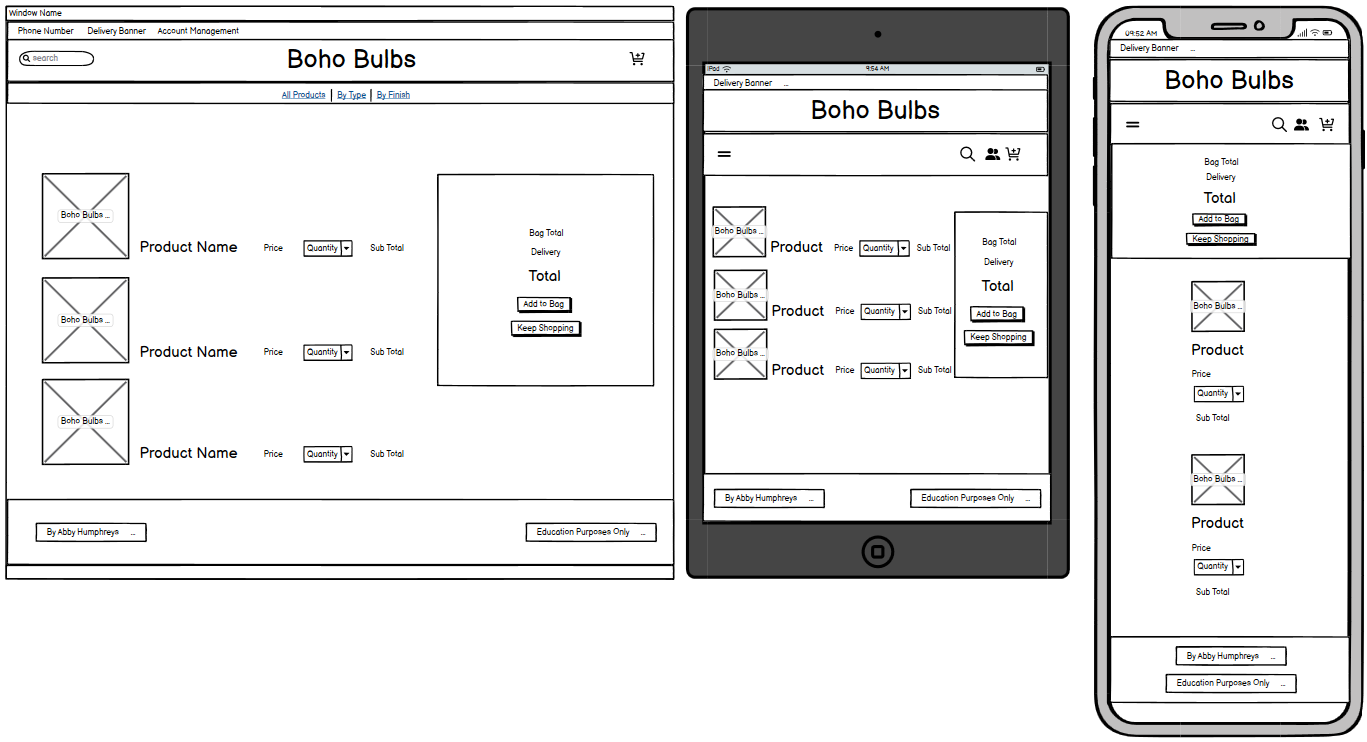 Window Name
Phone Number Delivery Banner Account Management
search Boho Bulbs
All Products | By Type | By Finish
Boho Bulbs ...
Product Name Price Quantity Sub Total
Boho Bulbs ...
Product Name Price Quantity Sub Total
Boho Bulbs ...
Product Name Price Quantity Sub Total
Bag Total
Delivery
Total
Add to Bag
Keep Shopping
By Abby Humphreys ...
Education Purposes Only ...
iPad 9:54 AM
Delivery Banner ...
Boho Bulbs
Boho Bulbs ...
Product Price Quantity Sub Total
Boho Bulbs ...
Product Price Quantity Sub Total
Boho Bulbs ...
Product Price Quantity Sub Total
Bag Total
Delivery
Total
Add to Bag
Keep Shopping
By Abby Humphreys ...
Education Purposes Only ...
09:52 AM
Delivery Banner ...
Boho Bulbs
Bag Total
Delivery
Total
Add to Bag
Keep Shopping
Boho Bulbs ...
Product
Price
Quantity
Sub Total
Boho Bulbs ...
Product
Price
Quantity
Sub Total
By Abby Humphreys ...
Education Purposes Only ...